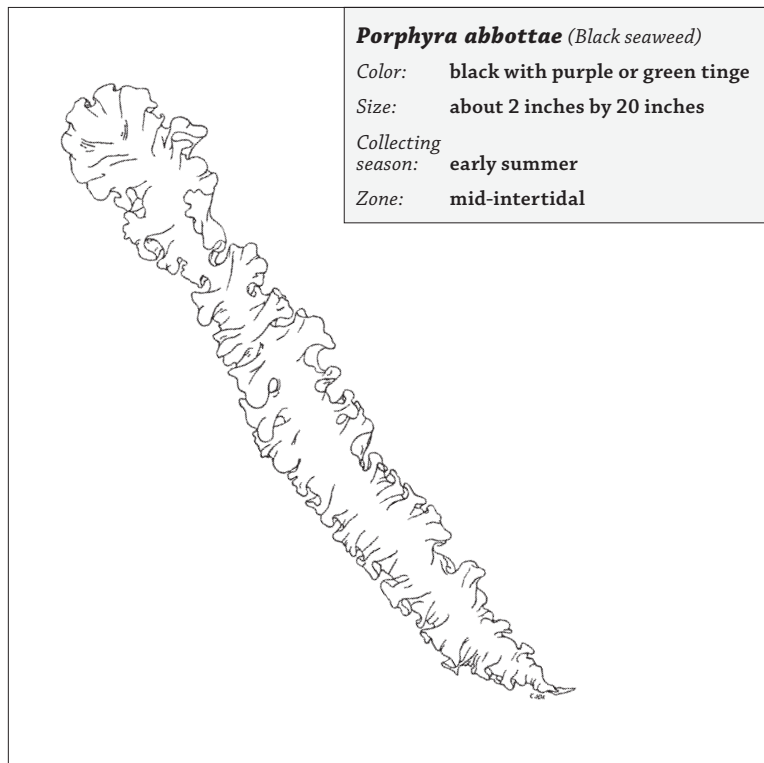 Porphyra abbottae (Black seaweed)
Color: black with purple or green tinge
Size: about 2 inches by 20 inches
Collecting
season: early summer
Zone: mid-intertidal